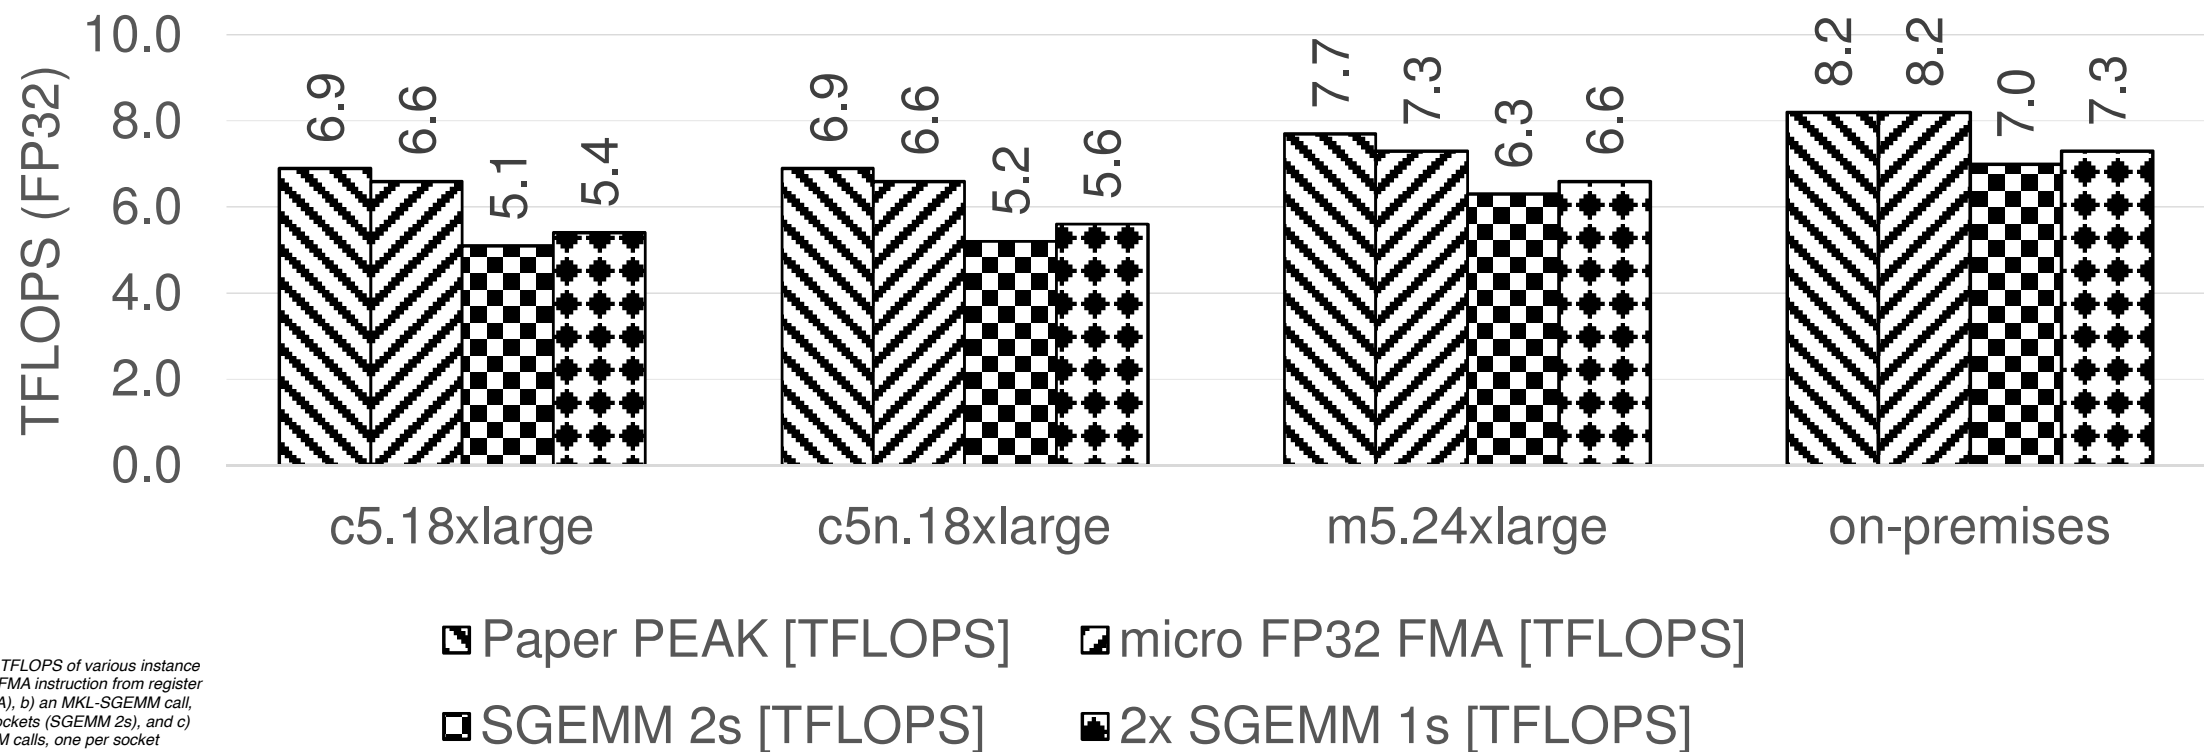 TFLOPS (FP32)
10.0
8.0
6.0
4.0
2.0
0.0
6.9 6.6 5.1 5.4
6.9 6.6 5.2 5.6
7.7 7.3 6.3 6.6
8.2 8.2 7.0 7.3
c5.18xlarge c5n.18xlarge m5.24xlarge on-premises
Paper PEAK [TFLOPS] micro FP32 FMA [TFLOPS]
SGEMM 2s [TFLOPS] 2x SGEMM 1s [TFLOPS]
TFLOPS of various instance
FMA instruction from register
A), b) an MKL-SGEMM call,
ockets (SGEMM 2s), and c)
M calls, one per socket